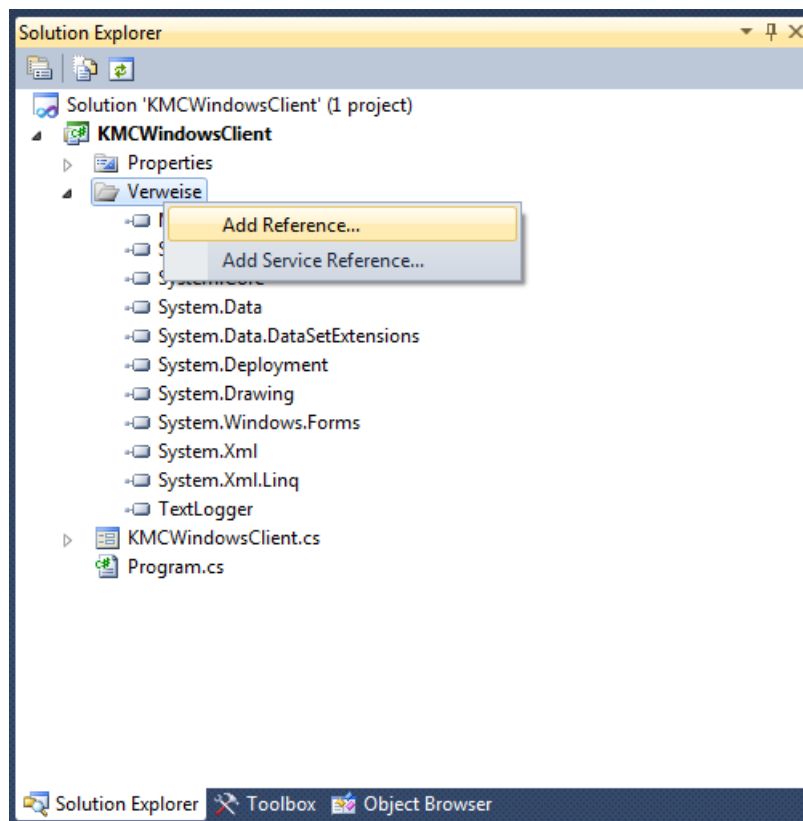 Solution Explorer
Solution 'KMCWindowsClient' (1 project)
KMCWindowsClient
Properties
Verweise
Add Reference...
Add Service Reference...
System.Core
System.Data
System.Data.DataSetExtensions
System.Deployment
System.Drawing
System.Windows.Forms
System.Xml
System.Xml.Linq
TextLogger
KMCWindowsClient.cs
Program.cs
Solution Explorer Toolbox Object Browser